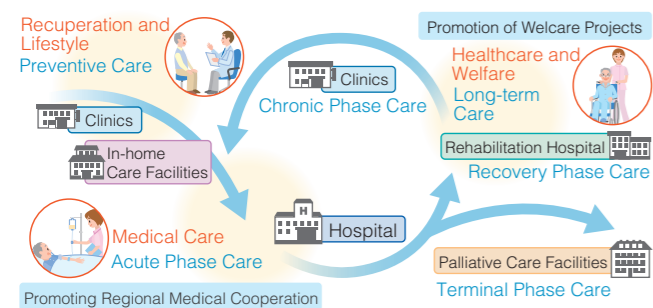 Recuperation and
Lifestyle
Preventive Care
Clinics
In-home
Care Facilities
Medical Care
Acute Phase Care
Promoting Regional Medical Cooperation
Clinics
Chronic Phase Care
H
Hospital
Promotion of Welcare Projects
Healthcare and
Welfare
Long-term
Care
Rehabilitation Hospital
Recovery Phase Care
Palliative Care Facilities
Terminal Phase Care